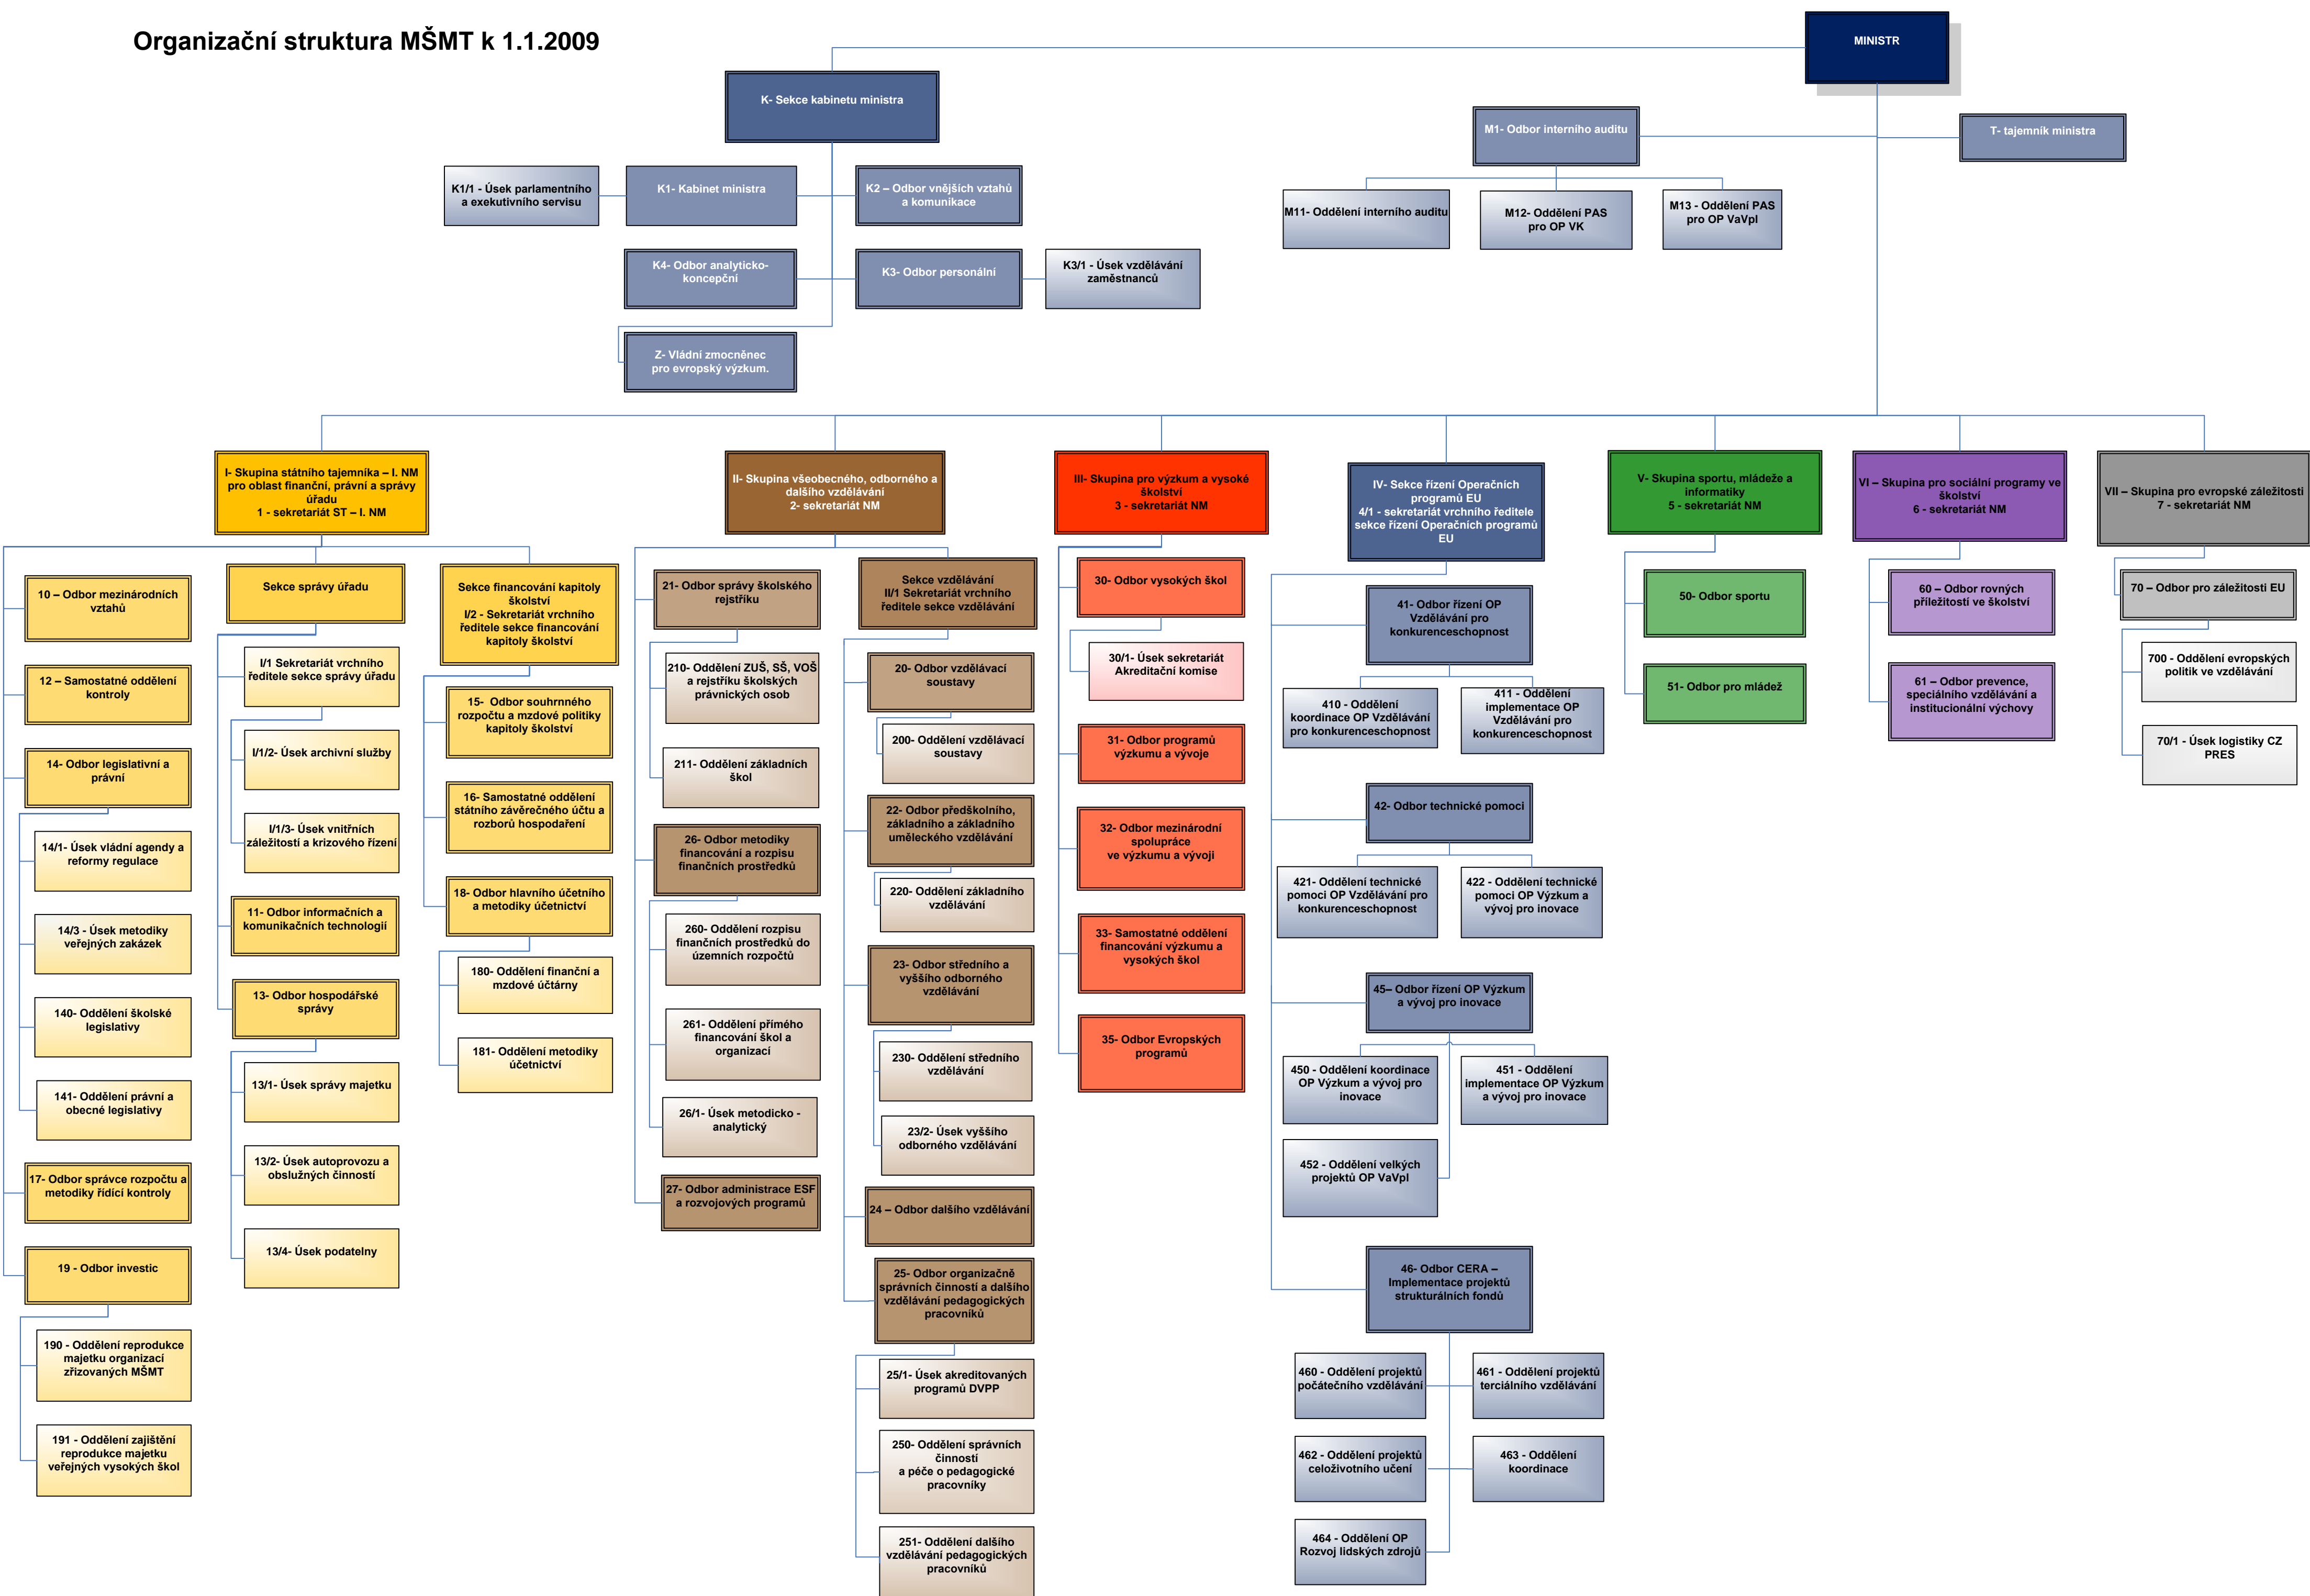 Organizační struktura MŠMT k 1.1.2009
MINISTR
K- Sekce kabinetu ministra
M1- Odbor interního auditu
T- tajemník ministra
K1/1 - Úsek parlamentního
a exekutivního servisu
K1- Kabinet ministra
K2 – Odbor vnějších vztahů
a komunikace
M11- Oddělení interního auditu
M12- Oddělení PAS
pro OP VK
M13 - Oddělení PAS
pro OP VaVpI
K4- Odbor analyticko-
koncepční
K3- Odbor personální
K3/1 - Úsek vzdělávání
zaměstnanců
Z- Vládní zmocněnec
pro evropský výzkum.
I- Skupina státního tajemníka – I. NM
pro oblast finanční, právní a správy
úřadu
1 - sekretariát ST – I. NM
II- Skupina všeobecného, odborného a
dalšího vzdělávání
2- sekretariát NM
III- Skupina pro výzkum a vysoké
školství
3 - sekretariát NM
IV- Sekce řízení Operačních
programů EU
4/1 - sekretariát vrchního ředitele
sekce řízení Operačních programů
EU
V- Skupina sportu, mládeže a
informatiky
5 - sekretariát NM
VI – Skupina pro sociální programy ve
školství
6 - sekretariát NM
VII – Skupina pro evropské záležitosti
7 - sekretariát NM
10 – Odbor mezinárodních
vztahů
12 – Samostatné oddělení
kontroly
14- Odbor legislativní a
právní
14/1- Úsek vládní agendy a
reformy regulace
14/3 - Úsek metodiky
veřejných zakázek
140- Oddělení školské
legislativy
141- Oddělení právní a
obecné legislativy
17- Odbor správce rozpočtu a
metodiky řídící kontroly
19 - Odbor investic
190 - Oddělení reprodukce
majetku organizací
zřizovaných MŠMT
191 - Oddělení zajištění
reprodukce majetku
veřejných vysokých škol
Sekce správy úřadu
I/1 Sekretariát vrchního
ředitele sekce správy úřadu
I/1/2- Úsek archivní služby
I/1/3- Úsek vnitřních
záležitostí a krizového řízení
11- Odbor informačních a
komunikačních technologií
13- Odbor hospodářské
správy
13/1- Úsek správy majetku
13/2- Úsek autoprovozu a
obslužných činností
13/4- Úsek podatelny
Sekce financování kapitoly
školství
I/2 - Sekretariát vrchního
ředitele sekce financování
kapitoly školství
15- Odbor souhrnného
rozpočtu a mzdové politiky
kapitoly školství
16- Samostatné oddělení
státního závěrečného účtu a
rozborů hospodaření
18- Odbor hlavního účetního
a metodiky účetnictví
180- Oddělení finanční a
mzdové účtárny
181- Oddělení metodiky
účetnictví
21- Odbor správy školského
rejstříku
210- Oddělení ZUŠ, SŠ, VOŠ
a rejstříku školských
právnických osob
211- Oddělení základních
škol
26- Odbor metodiky
financování a rozpisu
finančních prostředků
260- Oddělení rozpisu
finančních prostředků do
územních rozpočtů
261- Oddělení přímého
financování škol a
organizací
26/1- Úsek metodicko -
analytický
27- Odbor administrace ESF
a rozvojových programů
Sekce vzdělávání
II/1 Sekretariát vrchního
ředitele sekce vzdělávání
20- Odbor vzdělávací
soustavy
200- Oddělení vzdělávací
soustavy
22- Odbor předškolního,
základního a základního
uměleckého vzdělávání
220- Oddělení základního
vzdělávání
23- Odbor středního a
vyššího odborného
vzdělávání
230- Oddělení středního
vzdělávání
23/2- Úsek vyššího
odborného vzdělávání
24 – Odbor dalšího vzdělávání
25- Odbor organizačně
správních činností a dalšího
vzdělávání pedagogických
pracovníků
25/1- Úsek akreditovaných
programů DVPP
250- Oddělení správních
činností
a péče o pedagogické
pracovníky
251- Oddělení dalšího
vzdělávání pedagogických
pracovníků
30- Odbor vysokých škol
30/1- Úsek sekretariát
Akreditační komise
31- Odbor programů
výzkumu a vývoje
32- Odbor mezinárodní
spolupráce
ve výzkumu a vývoji
33- Samostatné oddělení
financování výzkumu a
vysokých škol
35- Odbor Evropských
programů
41- Odbor řízení OP
Vzdělávání pro
konkurenceschopnost
410 - Oddělení
koordinace OP Vzdělávání
pro konkurenceschopnost
411 - Oddělení
implementace OP
Vzdělávání pro
konkurenceschopnost
42- Odbor technické pomoci
421- Oddělení technické
pomoci OP Vzdělávání pro
konkurenceschopnost
422 - Oddělení technické
pomoci OP Výzkum a
vývoj pro inovace
45– Odbor řízení OP Výzkum
a vývoj pro inovace
450 - Oddělení koordinace
OP Výzkum a vývoj pro
inovace
451 - Oddělení
implementace OP Výzkum
a vývoj pro inovace
452 - Oddělení velkých
projektů OP VaVpI
46- Odbor CERA –
Implementace projektů
strukturálních fondů
460 - Oddělení projektů
počátečního vzdělávání
461 - Oddělení projektů
terciálního vzdělávání
462 - Oddělení projektů
celoživotního učení
463 - Oddělení
koordinace
464 - Oddělení OP
Rozvoj lidských zdrojů
50- Odbor sportu
51- Odbor pro mládež
60 – Odbor rovných
příležitostí ve školství
61 – Odbor prevence,
speciálního vzdělávání a
institucionální výchovy
70 – Odbor pro záležitosti EU
700 - Oddělení evropských
politik ve vzdělávání
70/1 - Úsek logistiky CZ
PRES